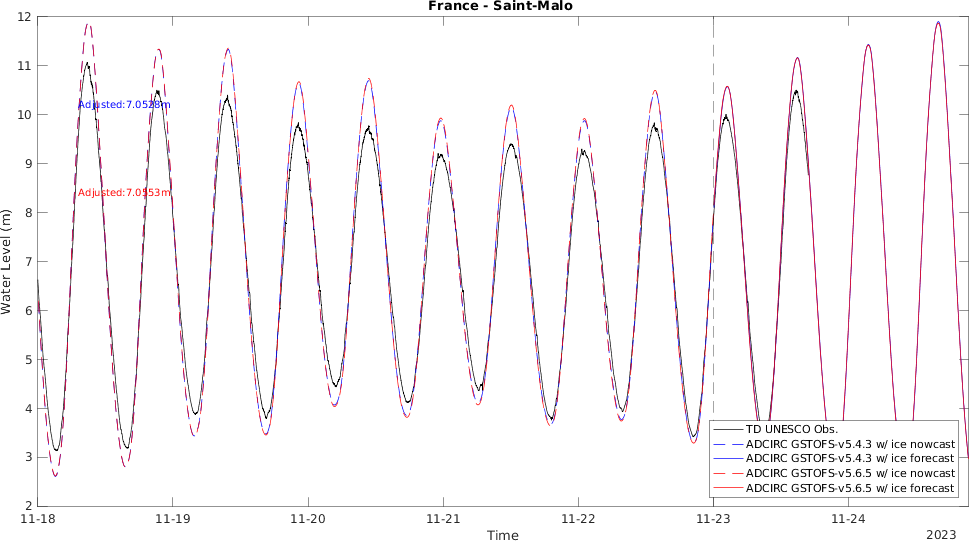 France - Saint-Malo
12
11
10
9
8
7
6
5
4
3
2
Water Level (m)
Adjusted:7.0528m
Adjusted:7.0553m
TD UNESCO Obs.
ADCIRC GSTOFS-v5.4.3 w/ ice nowcast
ADCIRC GSTOFS-v5.4.3 w/ ice forecast
ADCIRC GSTOFS-v5.6.5 w/ ice nowcast
ADCIRC GSTOFS-v5.6.5 w/ ice forecast
11-18 11-19 11-20 11-21 11-22 11-23 11-24
Time
2023